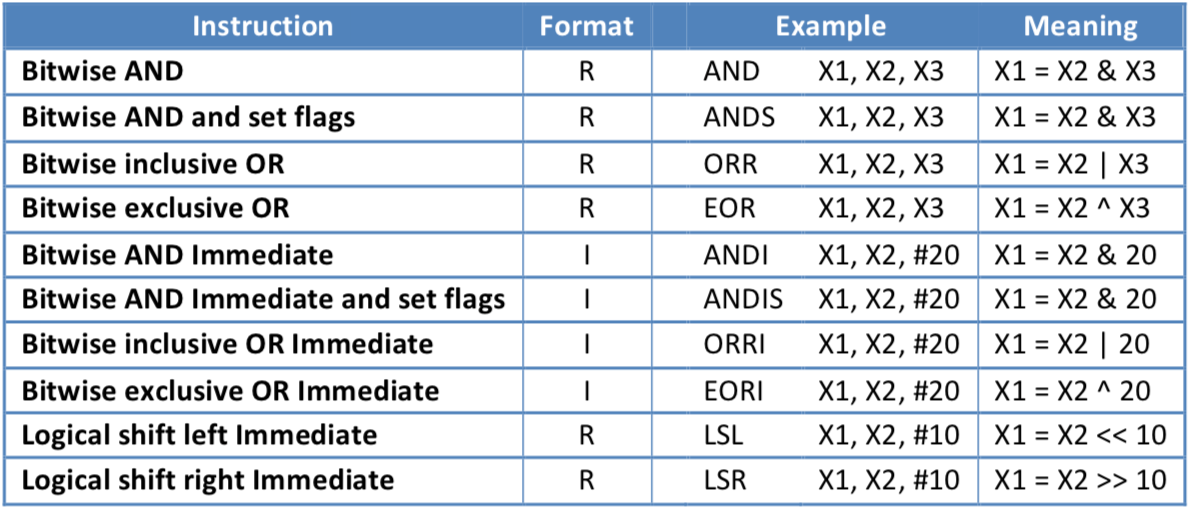 Instruction Format Example Meaning
Bitwise AND R AND X1, X2, X3 X1 = X2 & X3
Bitwise AND and set flags R ANDS X1, X2, X3 X1 = X2 & X3
Bitwise inclusive OR R ORR X1, X2, X3 X1 = X2 | X3
Bitwise exclusive OR R EOR X1, X2, X3 X1 = X2 ^ X3
Bitwise AND Immediate I ANDI X1, X2, #20 X1 = X2 & 20
Bitwise AND Immediate and set flags I ANDIS X1, X2, #20 X1 = X2 & 20
Bitwise inclusive OR Immediate I ORRI X1, X2, #20 X1 = X2 | 20
Bitwise exclusive OR Immediate I EORI X1, X2, #20 X1 = X2 ^ 20
Logical shift left Immediate R LSL X1, X2, #10 X1 = X2 << 10
Logical shift right Immediate R LSR X1, X2, #10 X1 = X2 >> 10